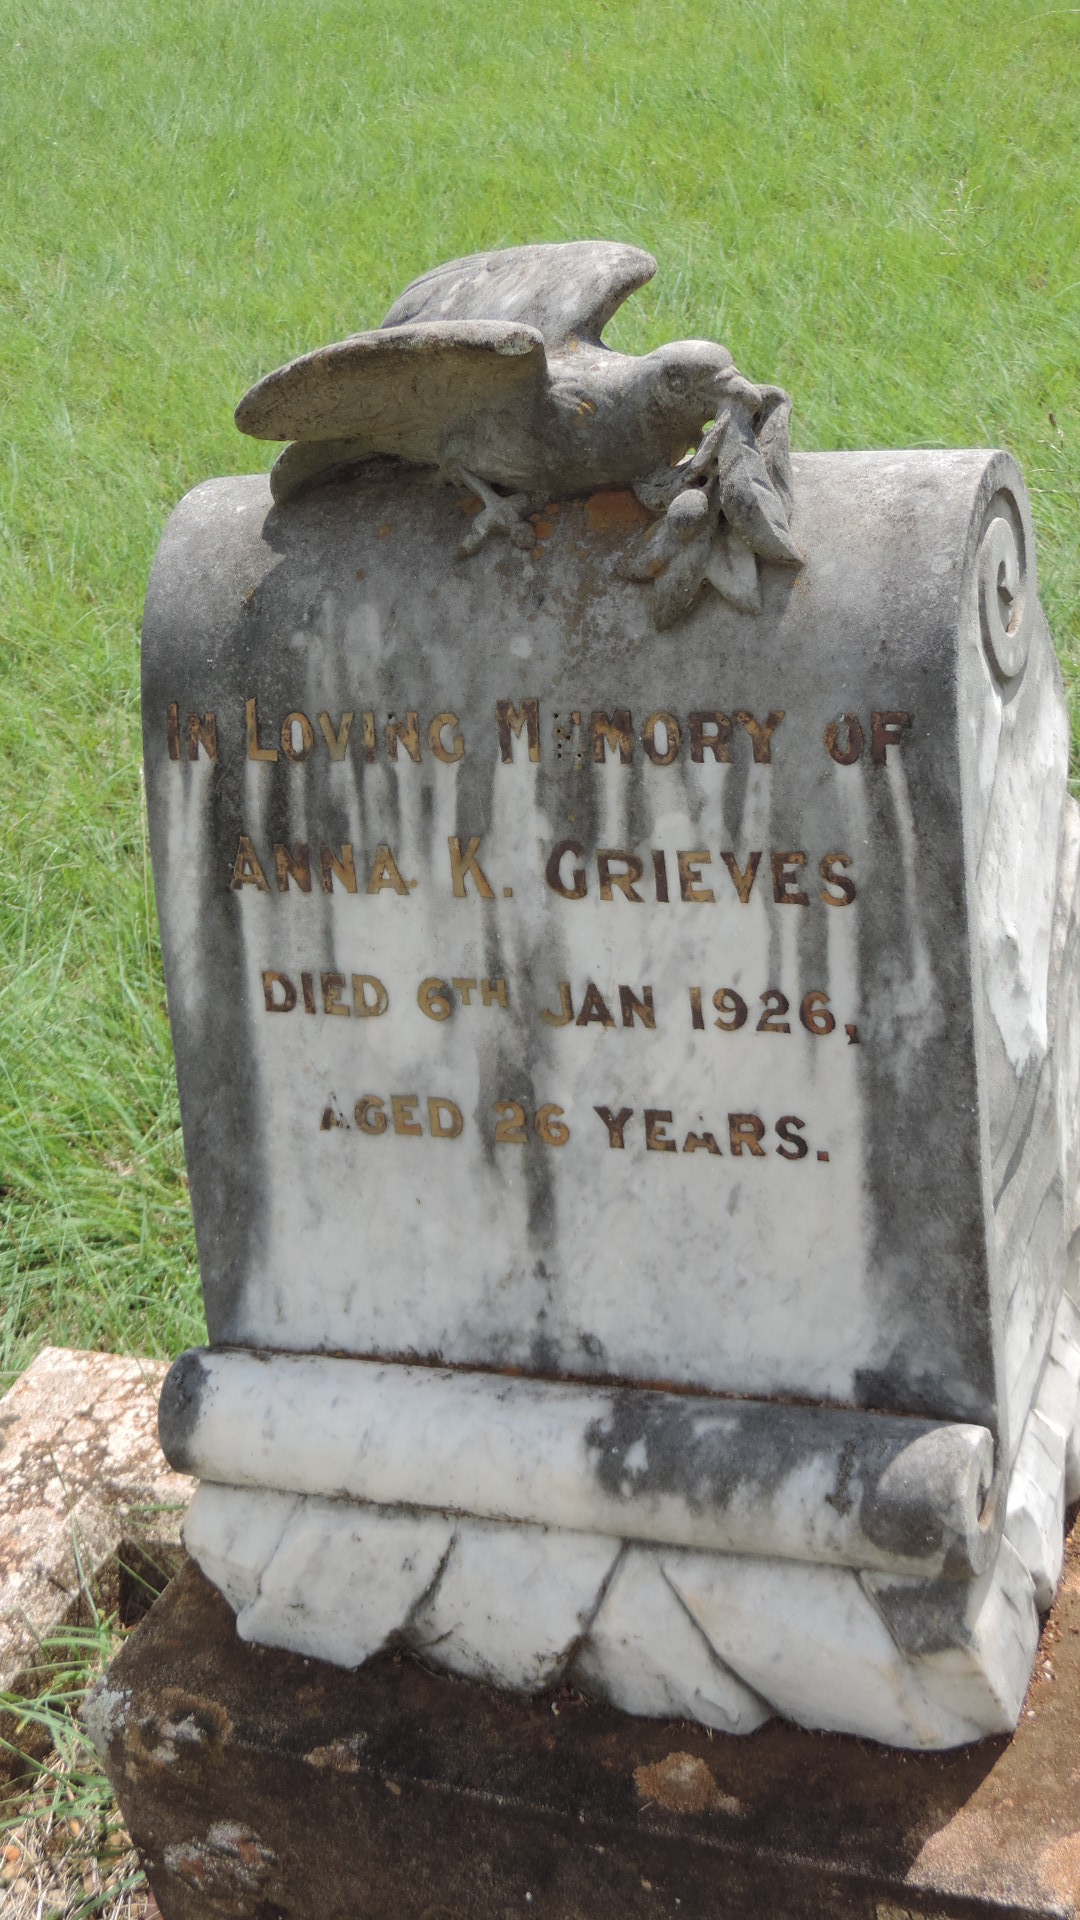 In Loving Memory of
Anna K. Grieves
Died 6th Jan 1926,
Aged 26 Years.